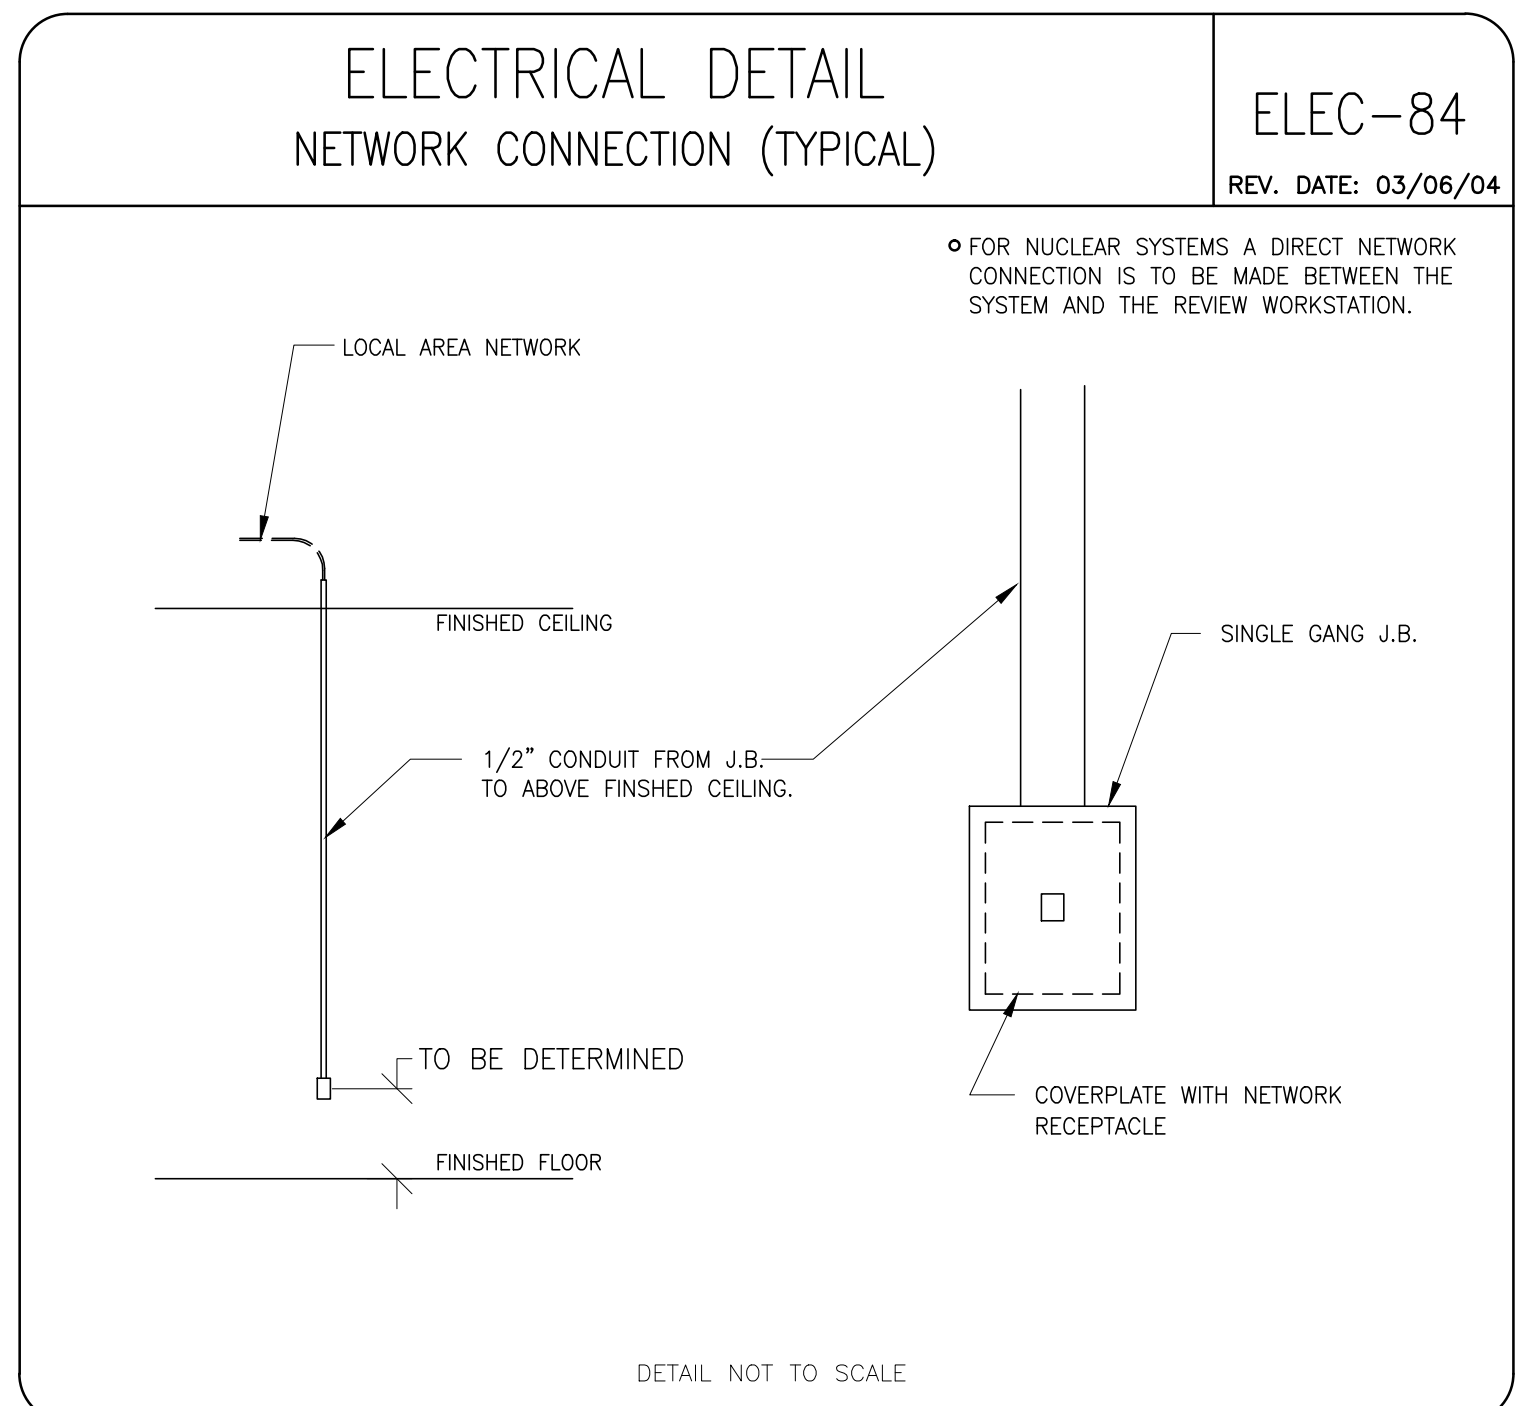 ELECTRICAL DETAIL
NETWORK CONNECTION (TYPICAL)
ELEC-84
REV. DATE: 03/06/04
FOR NUCLEAR SYSTEMS A DIRECT NETWORK
CONNECTION IS TO BE MADE BETWEEN THE
SYSTEM AND THE REVIEW WORKSTATION.
LOCAL AREA NETWORK
FINISHED CEILING
SINGLE GANG J.B.
1/2" CONDUIT FROM J.B.
TO ABOVE FINSHED CEILING.
TO BE DETERMINED
COVERPLATE WITH NETWORK
RECEPTACLE
FINISHED FLOOR
DETAIL NOT TO SCALE